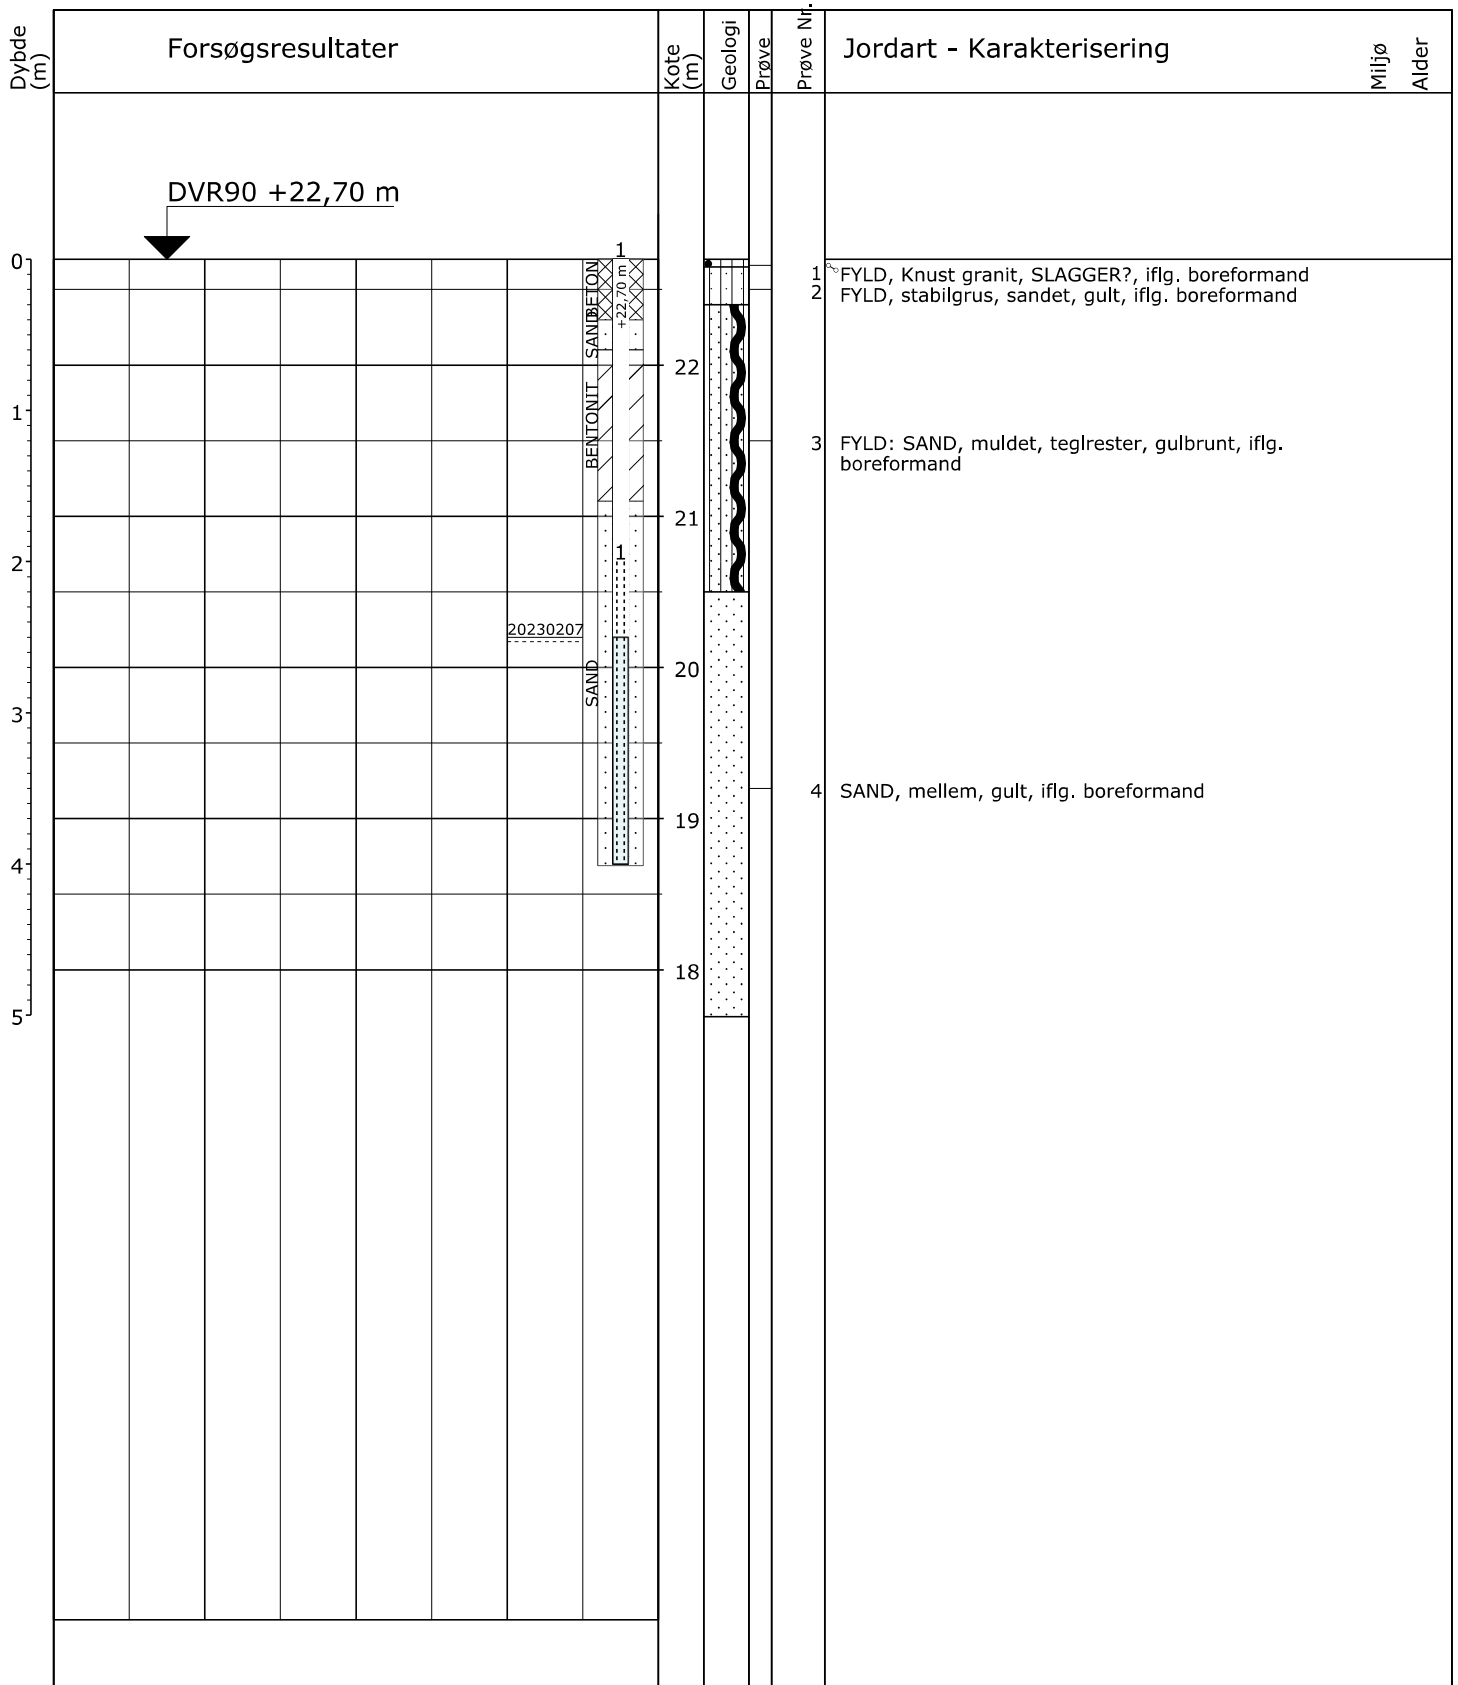 Dybde
(m)
Forsøgsresultater
Kote
(m)
Geologi
Prøve
Prøve Nr.
Jordart - Karakterisering
Miljø
Alder
DVR90 +22,70 m
0
1
2
3
4
5
1
+22,70 m
BETON
SAND
BENTONIT
1
20230207
SAND
22
21
20
19
18
1 FYLD, Knust granit, SLAGGER?, iflg. boreformand
2 FYLD, stabilgrus, sandet, gult, iflg. boreformand
3 FYLD: SAND, muldet, teglrester, gulbrunt, iflg.
boreformand
4 SAND, mellem, gult, iflg. boreformand